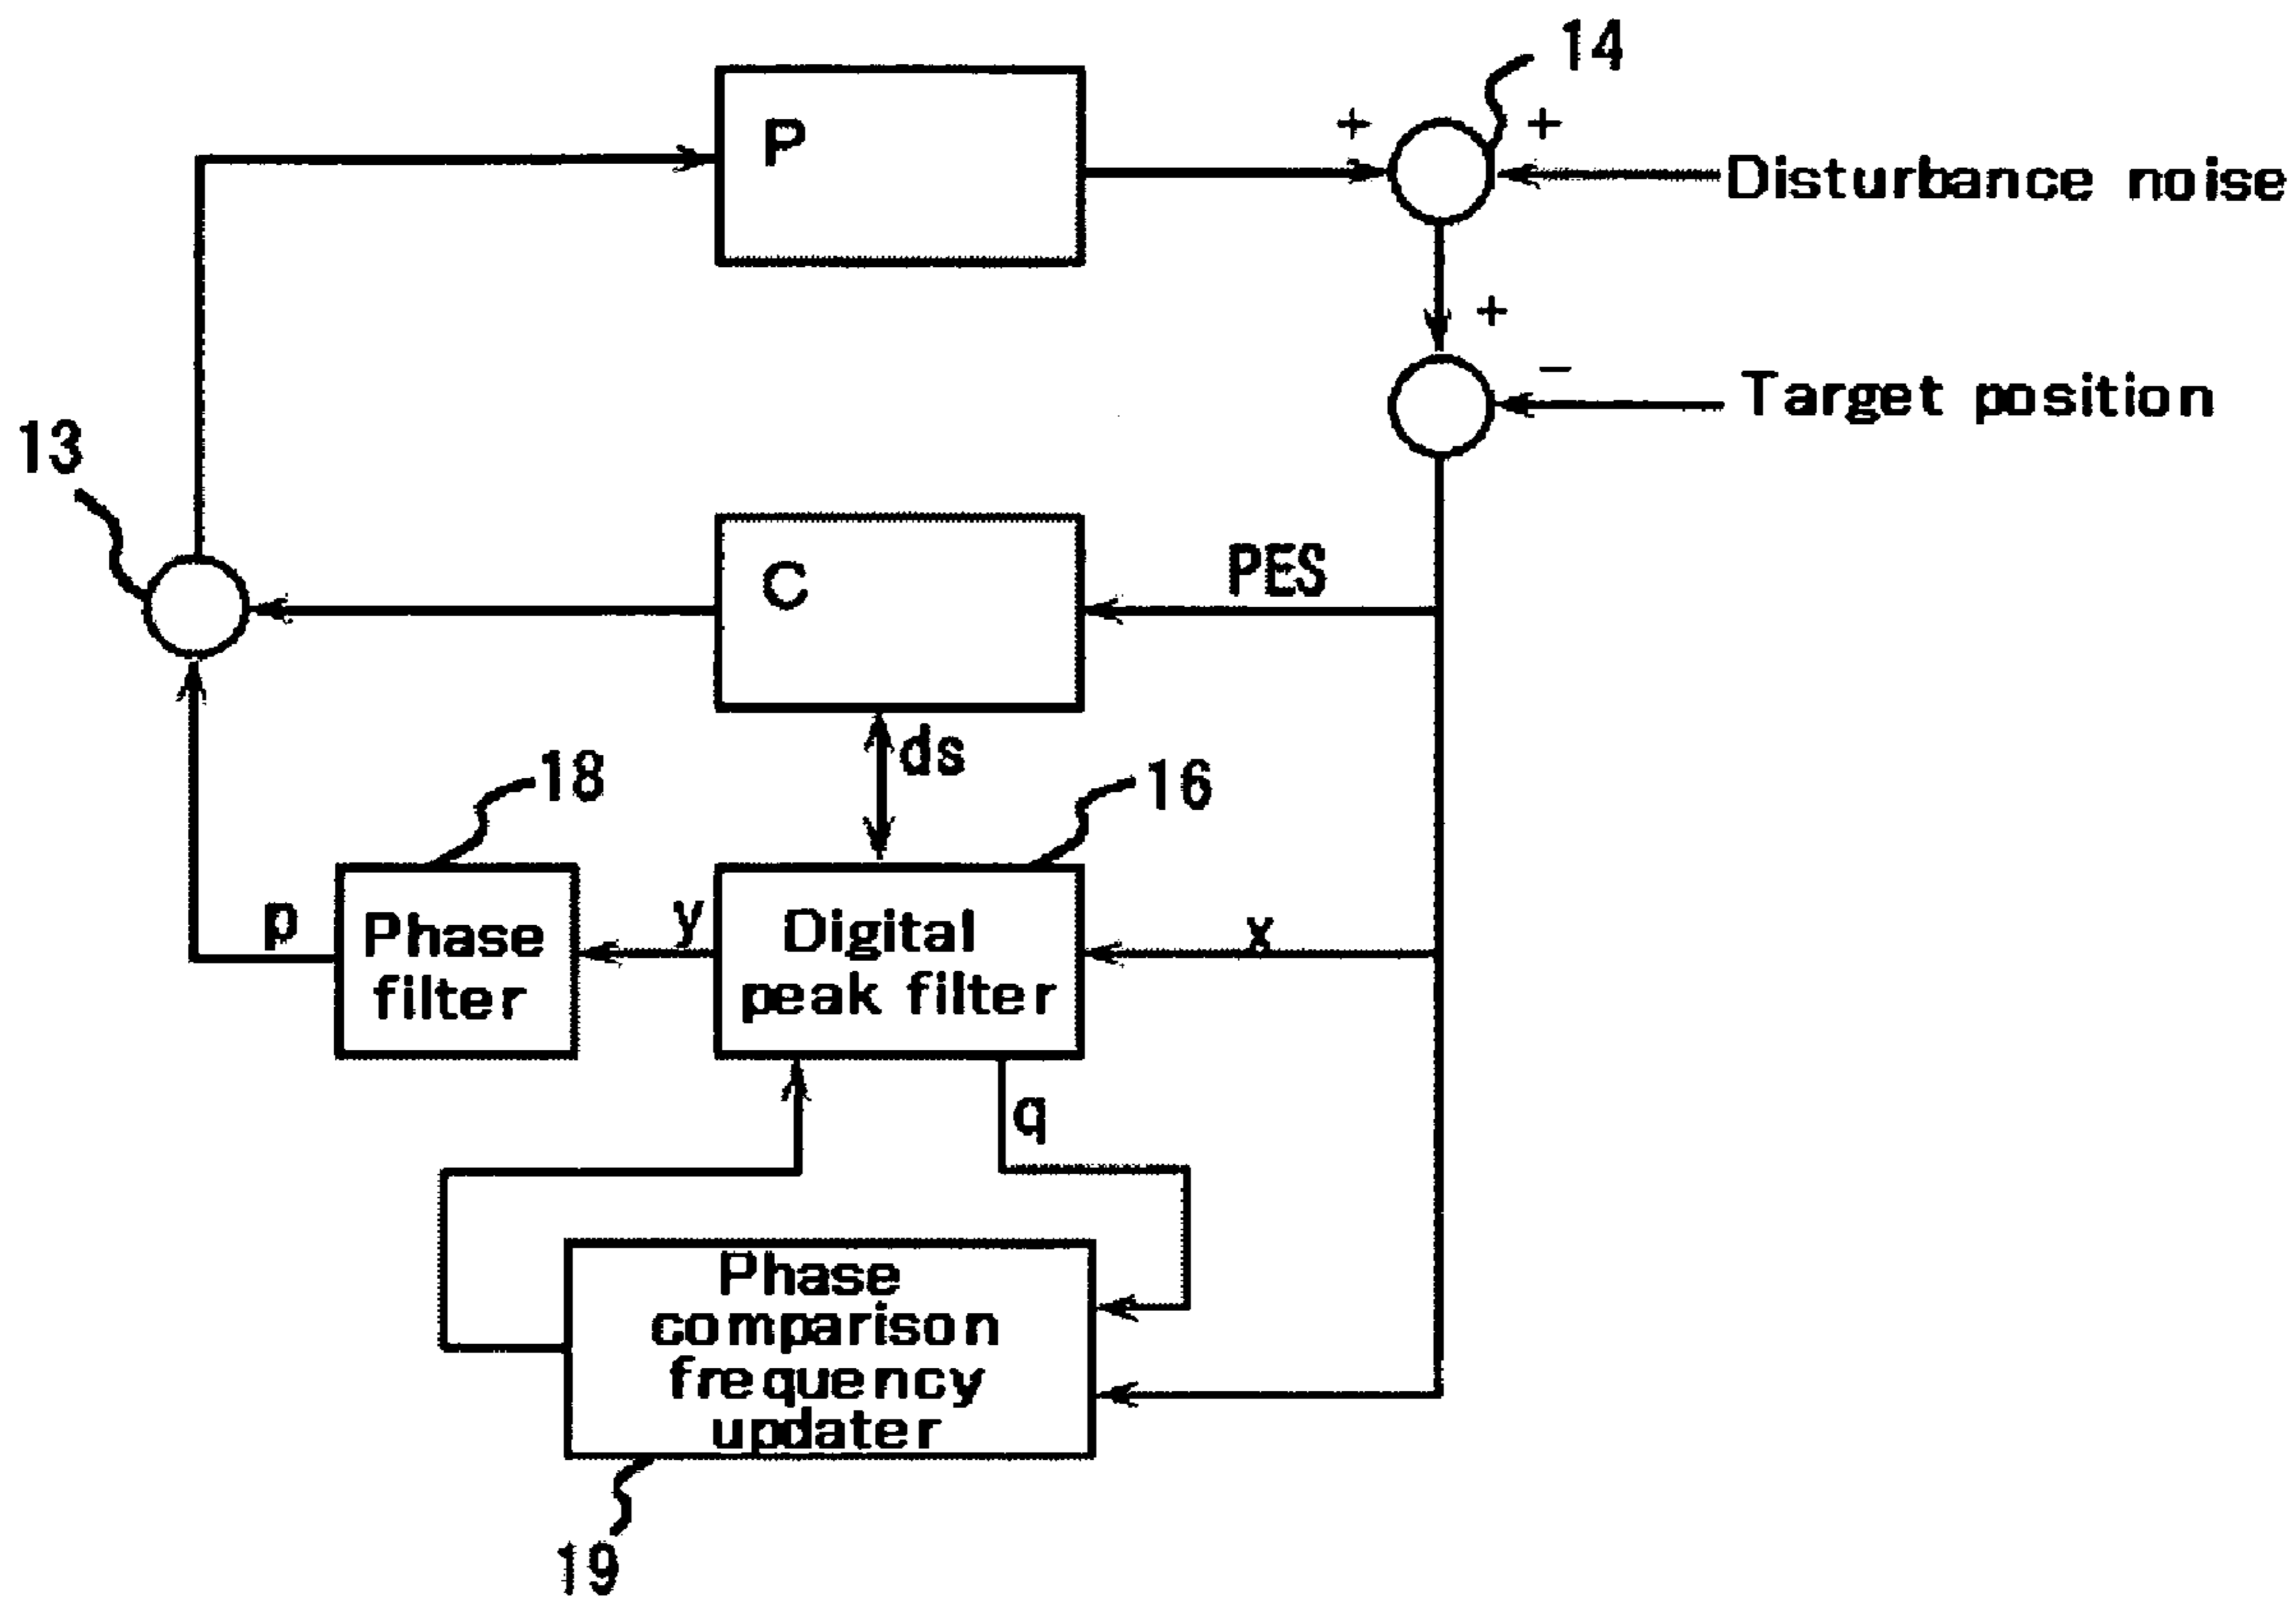 14
P
+
+
Disturbance noise
+
−
Target position
13
C
PES
ds
18
16
p
Phase
filter
y
Digital
peak filter
x
q
Phase
comparison
frequency
updater
19